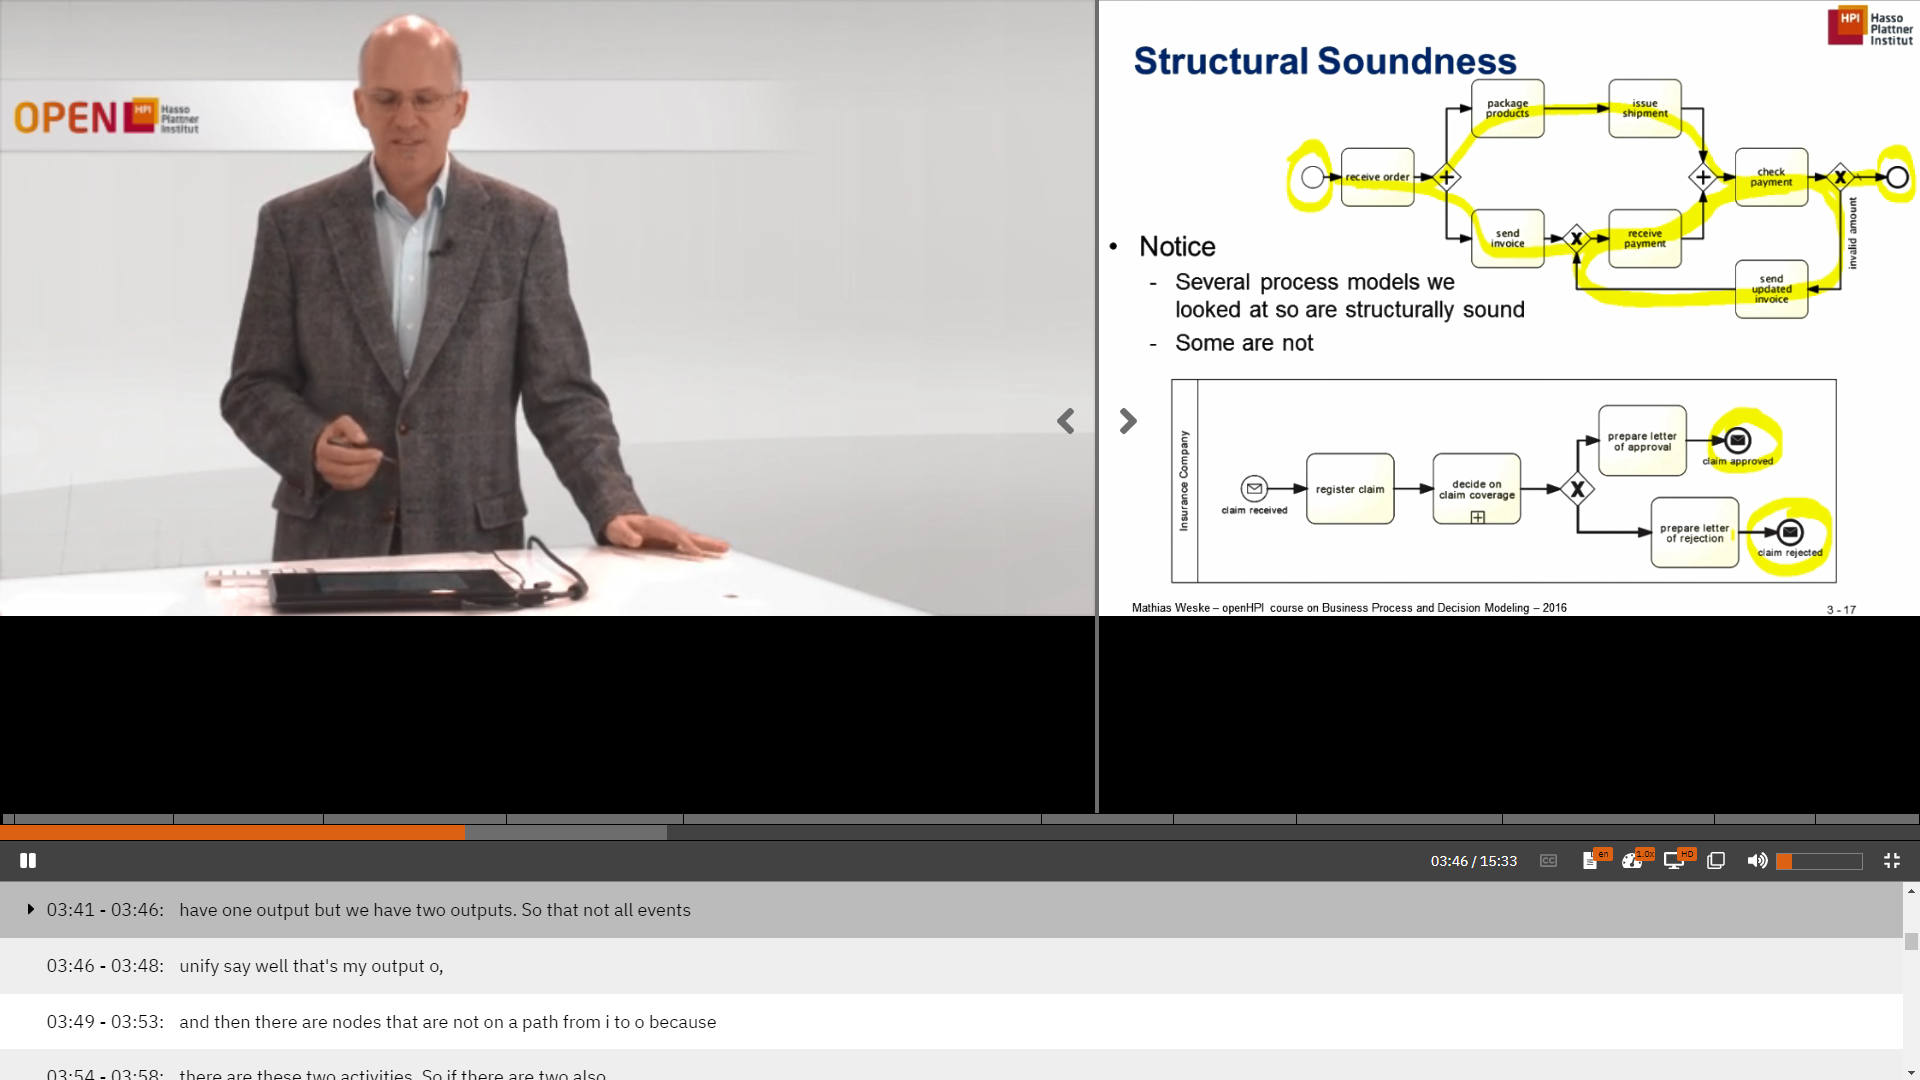 OPEN HPI Hasso
Plattner
Institut
HPI Hasso
Plattner
Institut
Structural Soundness
package
products
issue
shipment
receive order
check
payment
send
invoice
receive
payment
send
updated
invoice
invalid amount
• Notice
- Several process models we
looked at so are structurally sound
- Some are not
Insurance Company
claim received
register claim
decide on
claim coverage
prepare letter
of approval
claim approved
prepare letter
of rejection
claim rejected
Mathias Weske – openHPI course on Business Process and Decision Modeling – 2016
3 - 17
03:46 / 15:33
CC
en
1.0x
HD
03:41 - 03:46: have one output but we have two outputs. So that not all events
03:46 - 03:48: unify say well that's my output o,
03:49 - 03:53: and then there are nodes that are not on a path from i to o because
03:54 - 03:58: there are these two activities. So if there are two also